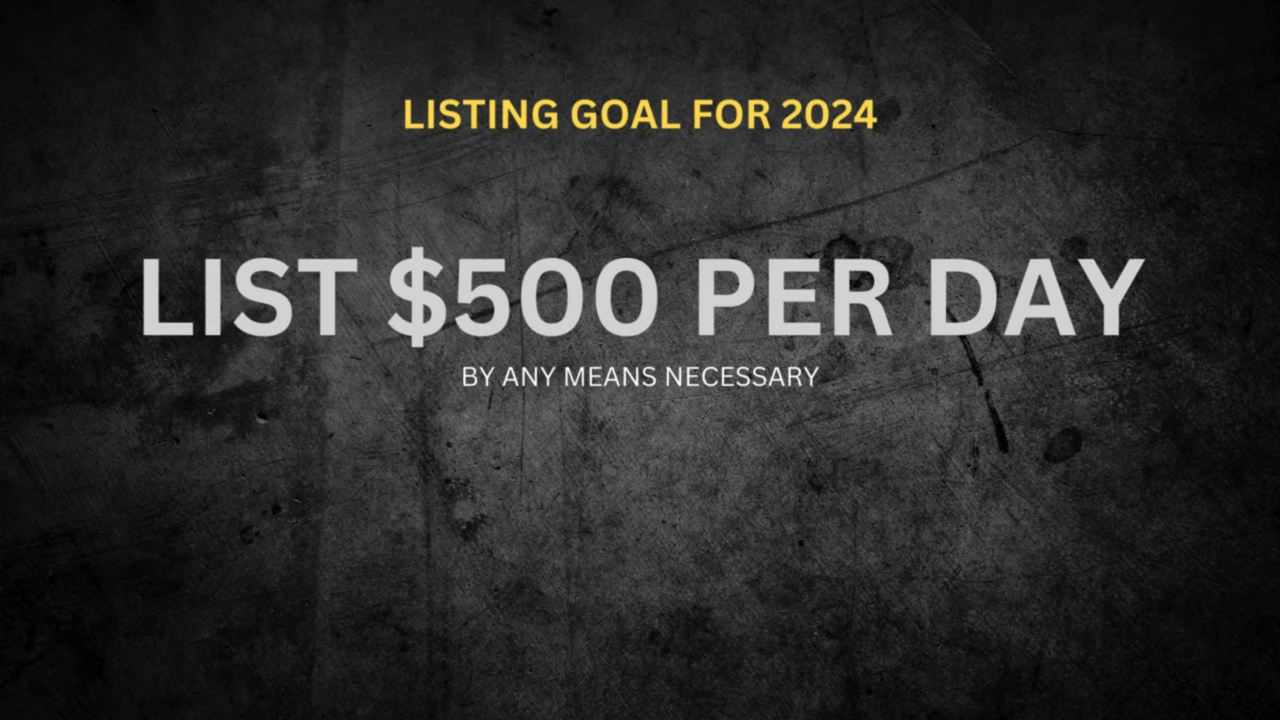 LISTING GOAL FOR 2024
LIST $500 PER DAY
BY ANY MEANS NECESSARY